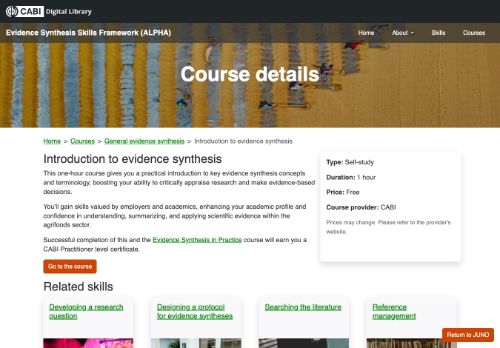 CABI Digital Library
Evidence Synthesis Skills Framework (ALPHA)
Home About Skills Courses
Course details
Home > Courses > General evidence synthesis > Introduction to evidence synthesis
Introduction to evidence synthesis
This one-hour course gives you a practical introduction to key evidence synthesis concepts
and terminology, boosting your ability to critically appraise research and make evidence-based
decisions.
You'll gain skills valued by employers and academics, enhancing your academic profile and
confidence in understanding, summarizing, and applying scientific evidence within the
agrifoods sector.
Successful completion of this and the Evidence Synthesis in Practice course will earn you a
CABI Practitioner level certificate.
Go to the course
Type: Self-study
Duration: 1 hour
Price: Free
Course provider: CABI
Prices may change. Please refer to the provider's
website.
Related skills
Developing a research
question
Designing a protocol
for evidence syntheses
Searching the literature
Reference
management
Return to JUNO